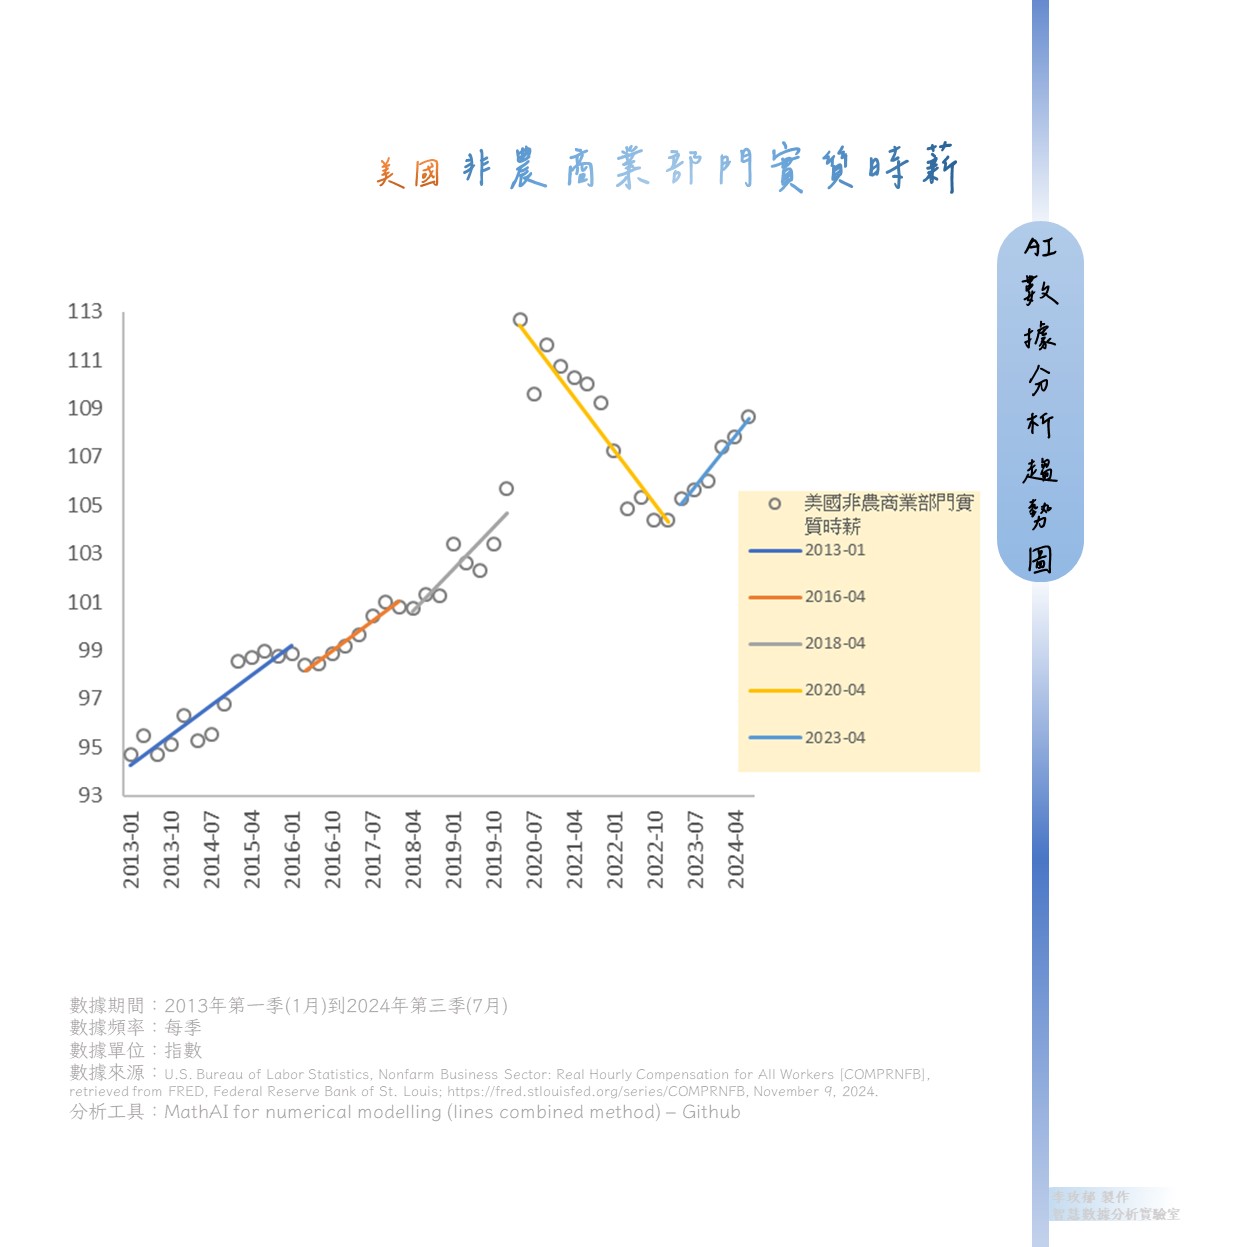 美國 非農商業部門實質時薪
AI數據分析趨勢圖
113
111
109
107
105
103
101
99
97
95
93
2013-01
2013-10
2014-07
2015-04
2016-01
2016-10
2017-07
2018-04
2019-01
2019-10
2020-07
2021-04
2022-01
2022-10
2023-07
2024-04
美國非農商業部門實
質時薪
2013-01
2016-04
2018-04
2020-04
2023-04
數據期間：2013年第一季(1月)到2024年第三季(7月)
數據頻率：每季
數據單位：指數
數據來源：U.S. Bureau of Labor Statistics, Nonfarm Business Sector: Real Hourly Compensation for All Workers [COMPRNFB],
retrieved from FRED, Federal Reserve Bank of St. Louis; https://fred.stlouisfed.org/series/COMPRNFB, November 9, 2024.
分析工具：MathAI for numerical modelling (lines combined method) – Github
製作
數據分析實驗室